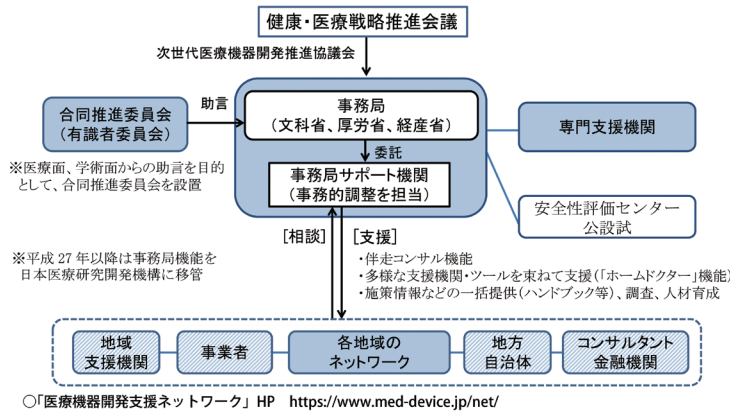 健康・医療戦略推進会議
次世代医療機器開発推進協議会
合同推進委員会
（有識者委員会）
助言
事務局
（文科省、厚労省、経産省）
専門支援機関
委託
※医療面、学術面からの助言を目的
として、合同推進委員会を設置
事務局サポート機関
（事務的調整を担当）
安全性評価センター
公設試
［相談］
［支援］
※平成 27 年以降は事務局機能を
日本医療研究開発機構に移管
・伴走コンサル機能
・多様な支援機関・ツールを束ねて支援（「ホームドクター」機能）
・施策情報などの一括提供（ハンドブック等）、調査、人材育成
地域
支援機関
事業者
各地域の
ネットワーク
地方
自治体
コンサルタント
金融機関
○「医療機器開発支援ネットワーク」 HP https://www.med-device.jp/net/